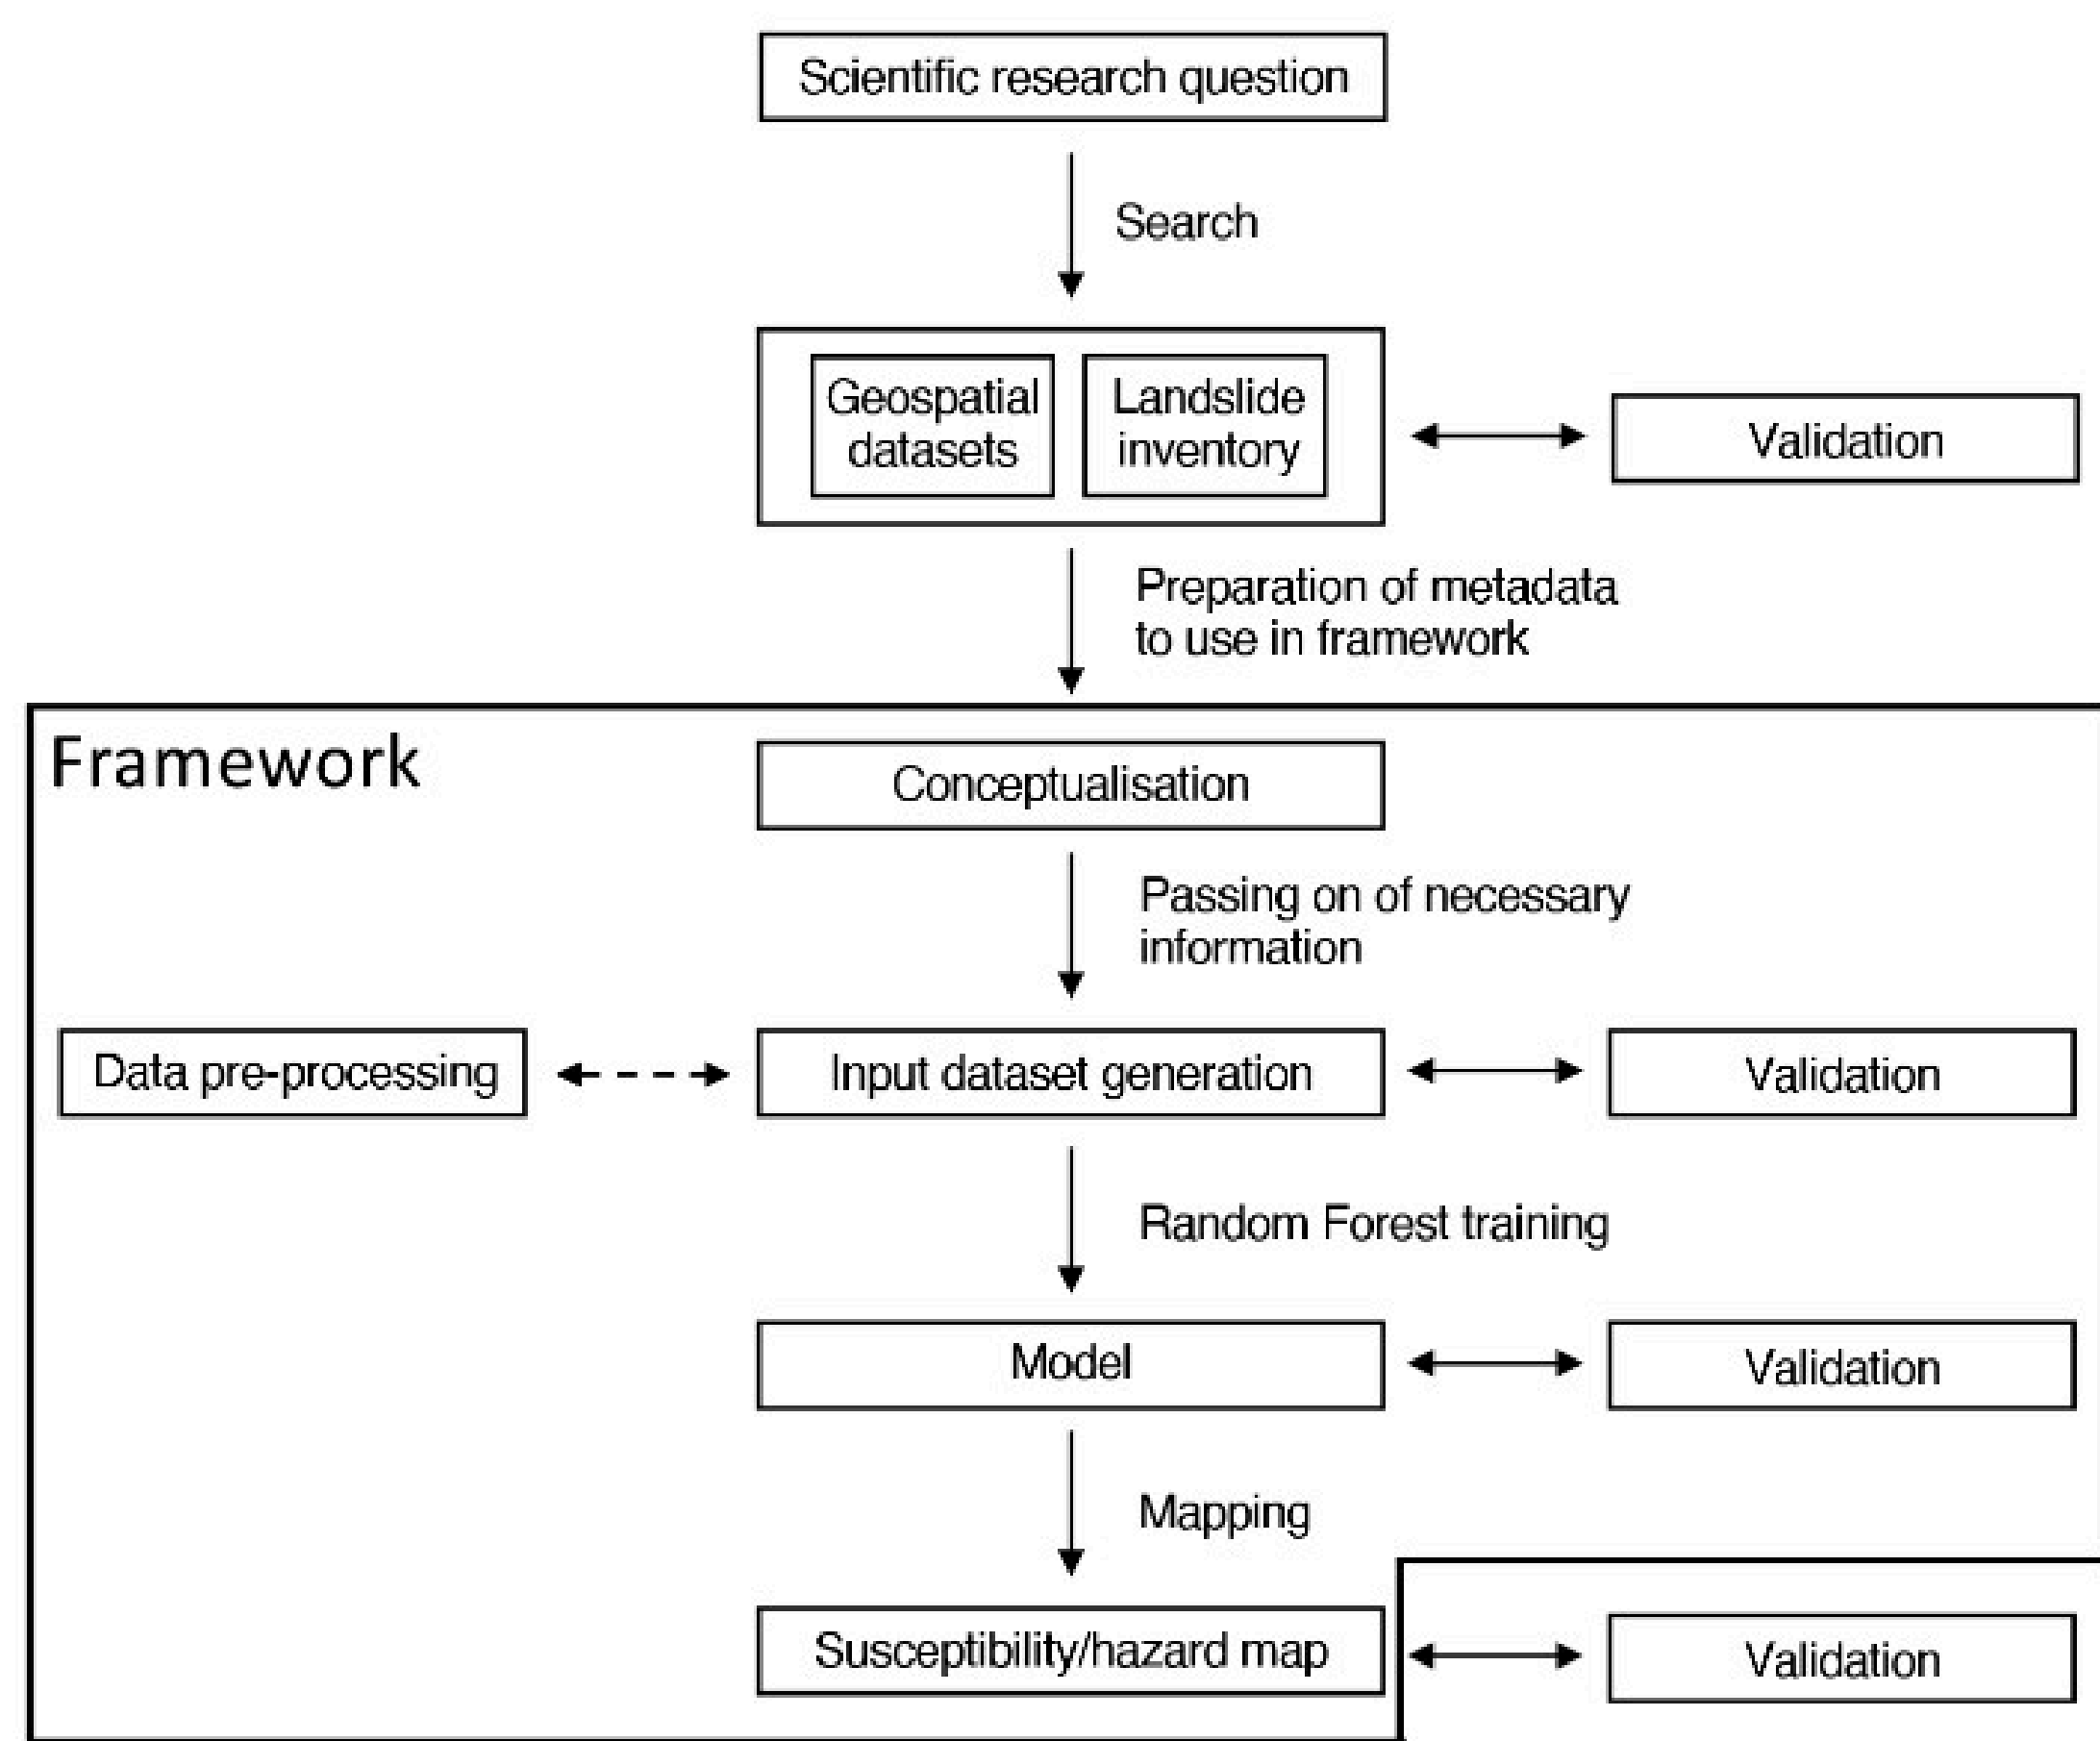 Scientific research question
Search
Geospatial
datasets
Landslide
inventory
Validation
Preparation of metadata
to use in framework
Framework
Conceptualisation
Passing on of necessary
information
Data pre-processing
Input dataset generation
Validation
Random Forest training
Model
Validation
Mapping
Susceptibility/hazard map
Validation